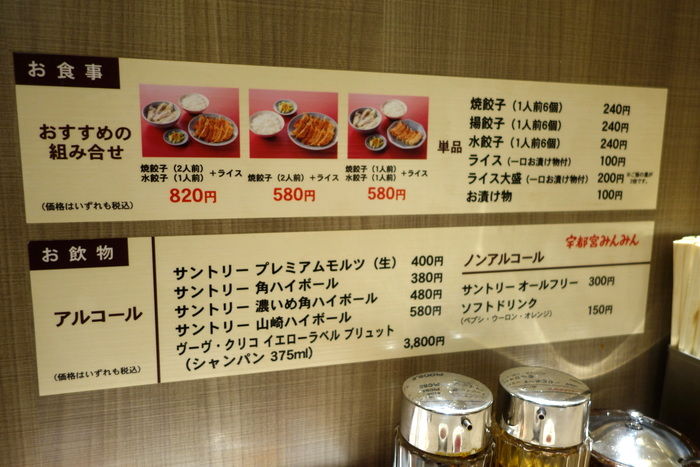 お食事
おすすめの
組み合せ
(価格はいずれも税込)
焼餃子(2人前)
水餃子(1人前)
+ライス
820円
焼餃子(2人前)+ライス
580円
焼餃子(1人前)
水餃子(1人前)
+ライス
580円
単品
焼餃子(1人前6個) 240円
揚餃子(1人前6個) 240円
水餃子(1人前6個) 240円
ライス(一口お漬け物付) 100円
ライス大盛(一口お漬け物付) 200円
お漬け物 100円
お飲物
アルコール
(価格はいずれも税込)
サントリー プレミアムモルツ(生) 400円
サントリー 角ハイボール 380円
サントリー 濃いめ角ハイボール 480円
サントリー 山崎ハイボール 580円
ヴーヴ・クリコ イエローラベル ブリュット
(シャンパン 375ml) 3,800円
宇都宮みんみん
ノンアルコール
サントリー オールフリー 300円
ソフトドリンク 150円
(ペプシ・ウーロン・オレンジ)